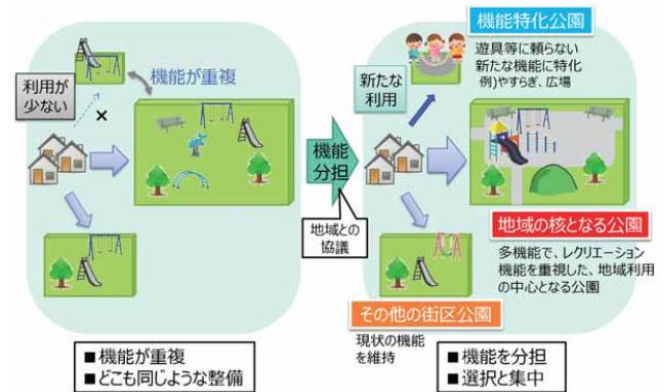 利用が
少ない
×
機能が重複
■機能が重複
■どこも同じような整備
機能
分担
地域との
協議
新たな
利用
機能特化公園
遊具等に頼らない
新たな機能に特化
例)やすらぎ、広場
地域の核となる公園
多機能で、レクリエーション
機能を重視した、地域利用
の中心となる公園
その他の街区公園
現状の機能
を維持
■機能を分担
■選択と集中